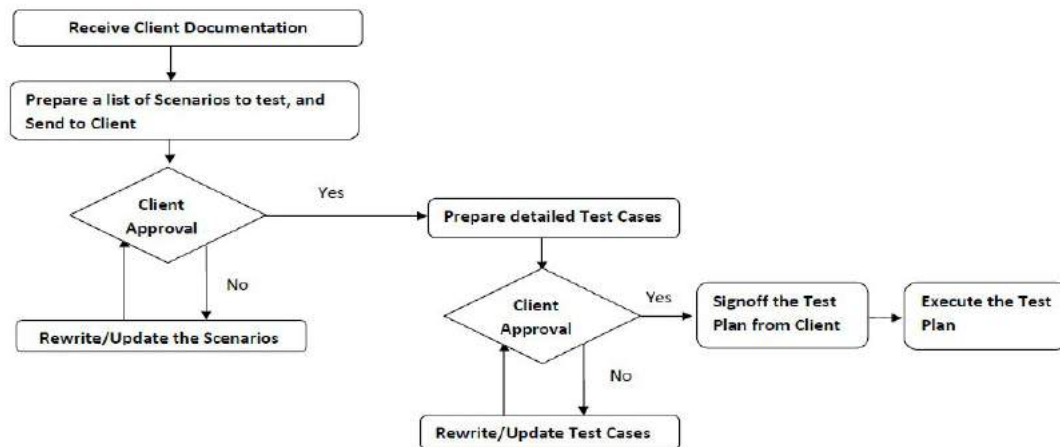 Receive Client Documentation
Prepare a list of Scenarios to test, and
Send to Client
Client
Approval
Yes
No
Rewrite/Update the Scenarios
Prepare detailed Test Cases
Client
Approval
Yes
No
Rewrite/Update Test Cases
Signoff the Test
Plan from Client
Execute the Test
Plan